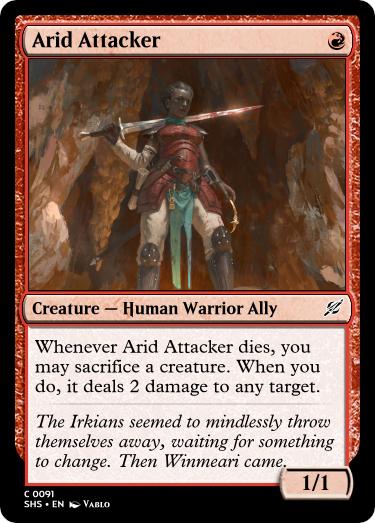 Arid Attacker
Creature — Human Warrior Ally
Whenever Arid Attacker dies, you
may sacrifice a creature. When you
do, it deals 2 damage to any target.
The Irkians seemed to mindlessly throw
themselves away, waiting for something
to change. Then Winmeari came.
1/1
C 0091
SHS • EN VABLO